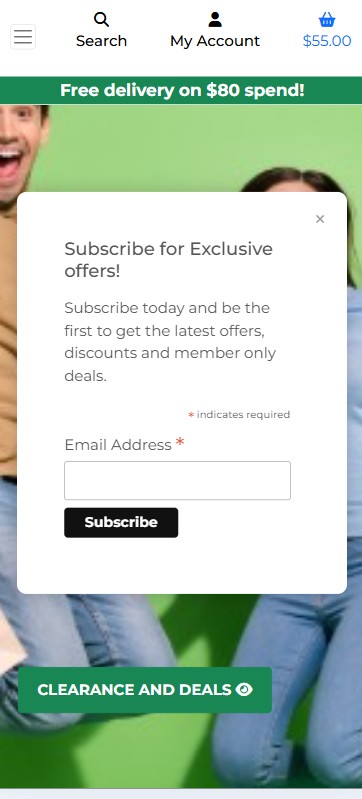 Search
My Account
$55.00
Free delivery on $80 spend!
×
Subscribe for Exclusive
offers!
Subscribe today and be the
first to get the latest offers,
discounts and member only
deals.
* indicates required
Email Address *
Subscribe
CLEARANCE AND DEALS